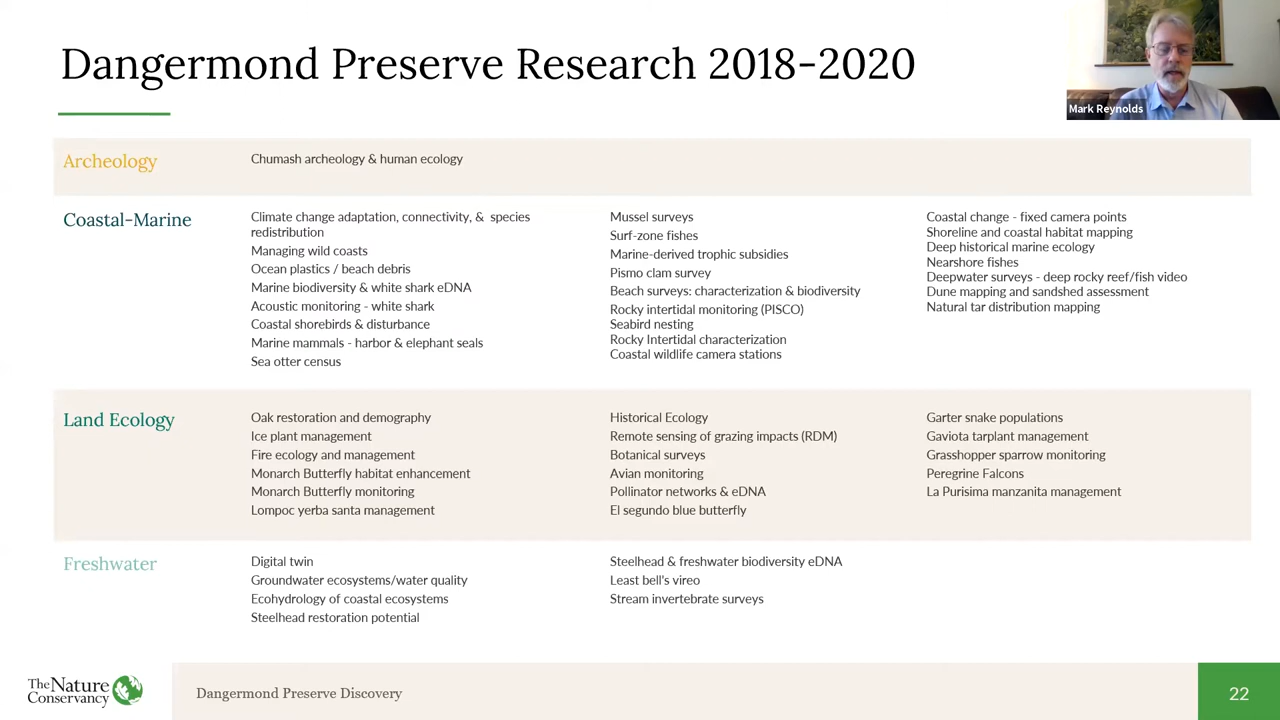 Dangermond Preserve Research 2018-2020
Mark Reynolds
Archeology
Chumash archeology & human ecology
Coastal-Marine
Climate change adaptation, connectivity, & species
redistribution
Managing wild coasts
Ocean plastics / beach debris
Marine biodiversity & white shark eDNA
Acoustic monitoring - white shark
Coastal shorebirds & disturbance
Marine mammals - harbor & elephant seals
Sea otter census
Mussel surveys
Surf-zone fishes
Marine-derived trophic subsidies
Pismo clam survey
Beach surveys: characterization & biodiversity
Rocky intertidal monitoring (PISCO)
Seabird nesting
Rocky Intertidal characterization
Coastal wildlife camera stations
Coastal change - fixed camera points
Shoreline and coastal habitat mapping
Deep historical marine ecology
Nearshore fishes
Deepwater surveys - deep rocky reef/fish video
Dune mapping and sandshed assessment
Natural tar distribution mapping
Land Ecology
Oak restoration and demography
Ice plant management
Fire ecology and management
Monarch Butterfly habitat enhancement
Monarch Butterfly monitoring
Lompoc yerba santa management
Historical Ecology
Remote sensing of grazing impacts (RDM)
Botanical surveys
Avian monitoring
Pollinator networks & eDNA
El segundo blue butterfly
Garter snake populations
Gaviota tarplant management
Grasshopper sparrow monitoring
Peregrine Falcons
La Purisima manzanita management
Freshwater
Digital twin
Groundwater ecosystems/water quality
Ecohydrology of coastal ecosystems
Steelhead restoration potential
Steelhead & freshwater biodiversity eDNA
Least bell's vireo
Stream invertebrate surveys
The Nature
Conservancy
Dangermond Preserve Discovery
22